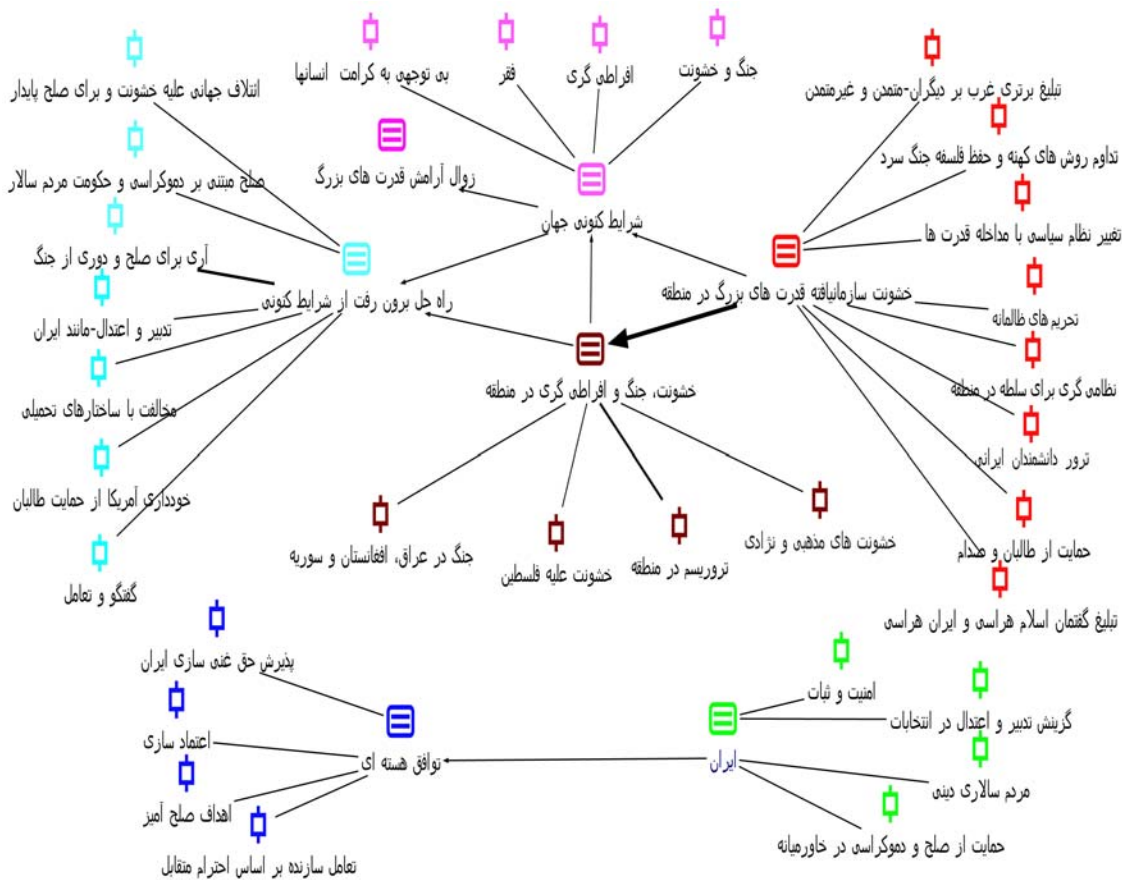 جنگ و خشونت
افراطی گری
فقر
بی توجهی به کرامت انسانها
زوال آرامش قدرت های بزرگ
شرایط کنونی جهان
تبلیغ برتری غرب بر دیگران-متمدن و غیرمتمدن
تداوم روش های کهنه و حفظ فلسفه جنگ سرد
تغییر نظام سیاسی با مداخله قدرت ها
خشونت سازمانیافته قدرت های بزرگ در منطقه
تحریم های ظالمانه
نظامی گری برای سلطه در منطقه
ترور دانشمندان ایرانی
حمایت از طالبان و صدام
تبلیغ گفتمان اسلام هراسی و ایران هراسی
ائتلاف جهانی علیه خشونت و برای صلح پایدار
صلح مبتنی بر دموکراسی و حکومت مردم سالار
آری برای صلح و دوری از جنگ
راه حل برون رفت از شرایط کنونی
تدبیر و اعتدال-مانند ایران
مخالفت با ساختارهای تحمیلی
خودداری آمریکا از حمایت طالبان
گفتگو و تعامل
خشونت، جنگ و افراطی گری در منطقه
خشونت های مذهبی و نژادی
تروریسم در منطقه
خشونت علیه فلسطین
جنگ در عراق، افغانستان و سوریه
امنیت و ثبات
گزینش تدبیر و اعتدال در انتخابات
ایران
مردم سالاری دینی
حمایت از صلح و دموکراسی در خاورمیانه
پذیرش حق غنی سازی ایران
توافق هسته ای
اعتماد سازی
اهداف صلح آمیز
تعامل سازنده بر اساس احترام متقابل